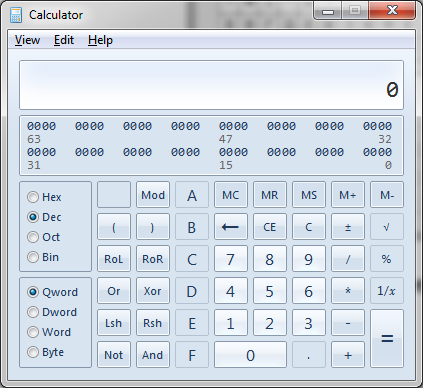 Calculator
View Edit Help
0
0000 0000 0000 0000 0000 0000 0000 0000
63 47 32
0000 0000 0000 0000 0000 0000 0000 0000
31 15 0
Hex
Dec
Oct
Bin
Qword
Dword
Word
Byte
Mod A MC MR MS M+ M-
( ) B ← CE C ± √
RoL RoR C 7 8 9 / %
Or Xor D 4 5 6 * 1/x
Lsh Rsh E 1 2 3 - =
Not And F 0 . +